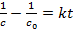 1/c − 1/c₀ = kt